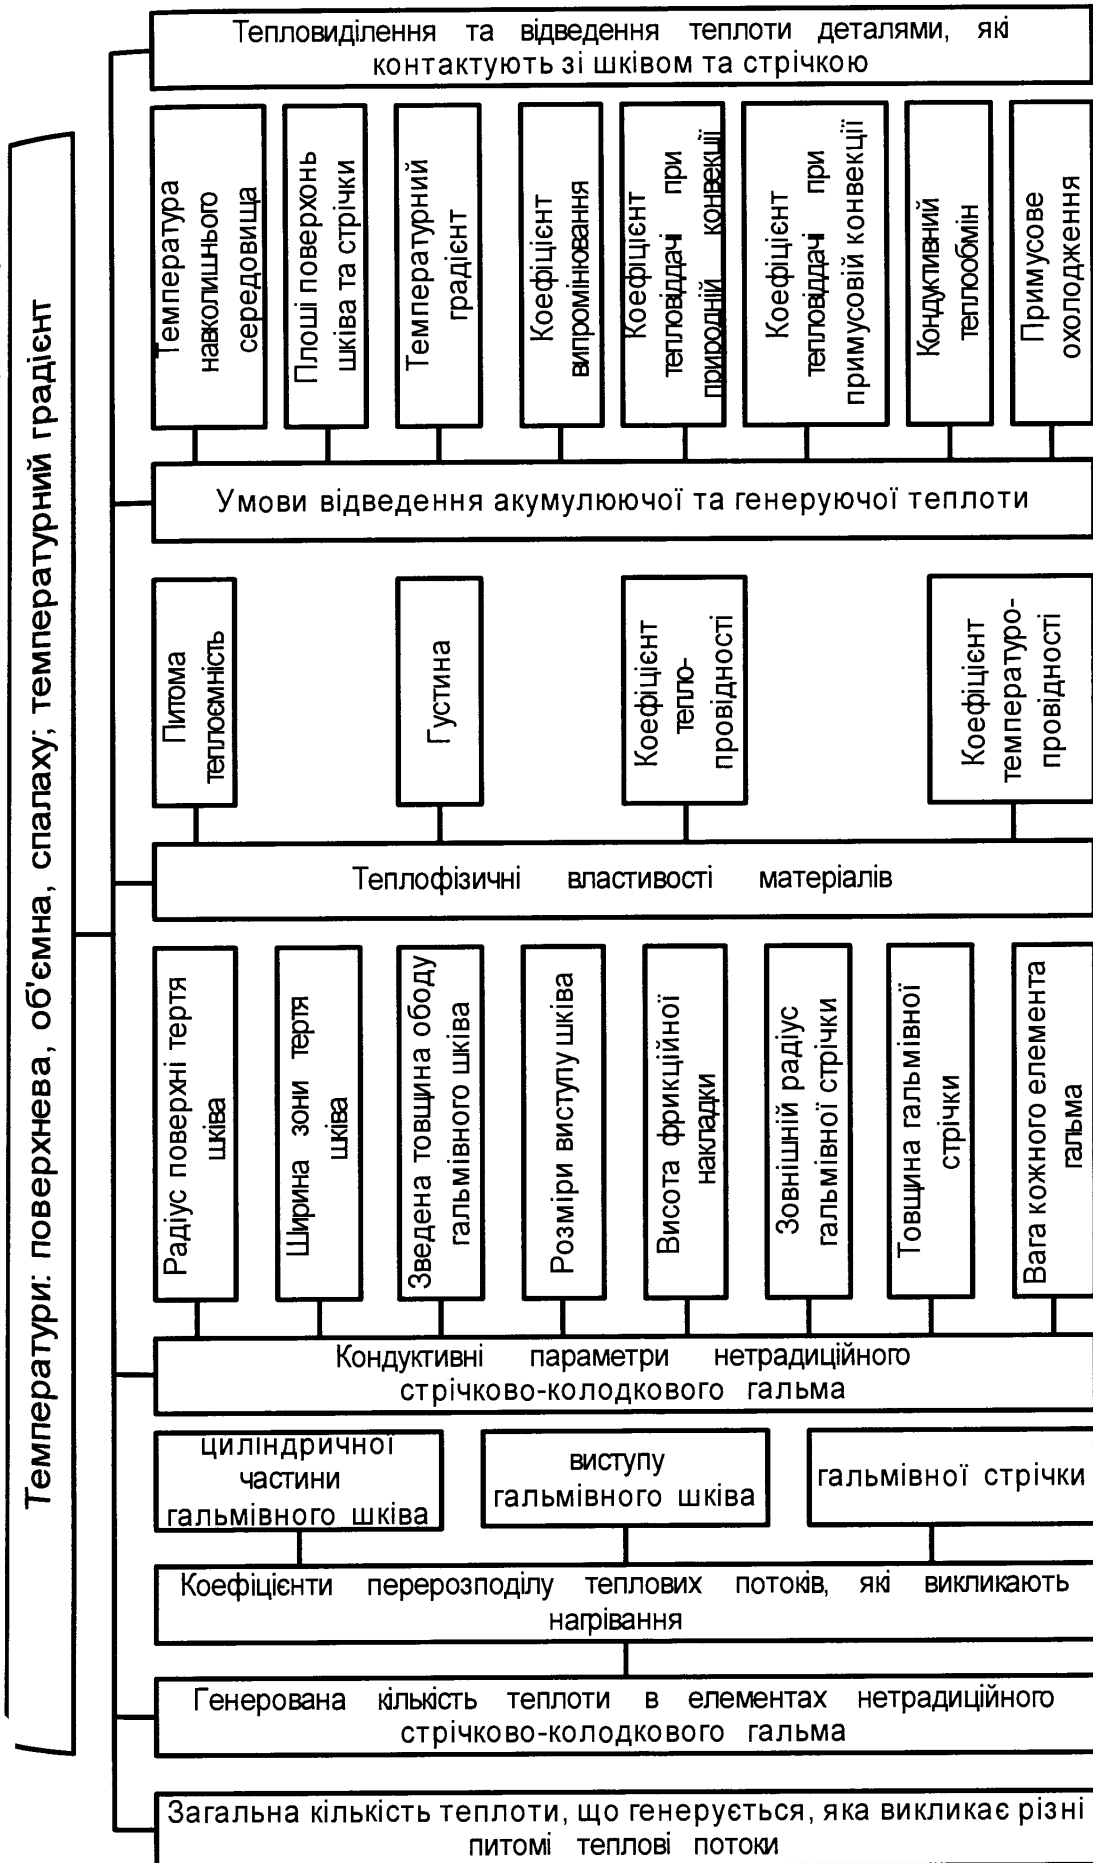 Температури: поверхнева, об'ємна, спалаху; температурний градієнт
Тепловиділення та відведення теплоти деталями, які
контактують зі шківом та стрічкою
Температура
навколишнього
середовища
Площі поверхонь
шківа та стрічки
Температурний
градієнт
Коефіцієнт
випромінювання
Коефіцієнт
тепловіддачі при
природній конвекції
Коефіцієнт
тепловіддачі при
примусовій конвекції
Кондуктивний
теплообмін
Примусове
охолодження
Умови відведення акумулюючої та генеруючої теплоти
Питома
теплоємність
Густина
Коефіцієнт
тепло-
провідності
Коефіцієнт
температуро-
провідності
Теплофізичні властивості матеріалів
Радіус поверхні тертя
шківа
Ширина зони тертя
шківа
Зведена товщина ободу
гальмівного шківа
Розміри виступу шківа
Висота фрикційної
накладки
Зовнішній радіус
гальмівної стрічки
Товщина гальмівної
стрічки
Вага кожного елемента
гальма
Кондуктивні параметри нетрадиційного
стрічково-колодкового гальма
циліндричної
частини
гальмівного шківа
виступу
гальмівного шківа
гальмівної стрічки
Коефіцієнти перерозподілу теплових потоків, які викликають
нагрівання
Генерована кількість теплоти в елементах нетрадиційного
стрічково-колодкового гальма
Загальна кількість теплоти, що генерується, яка викликає різні
питомі теплові потоки